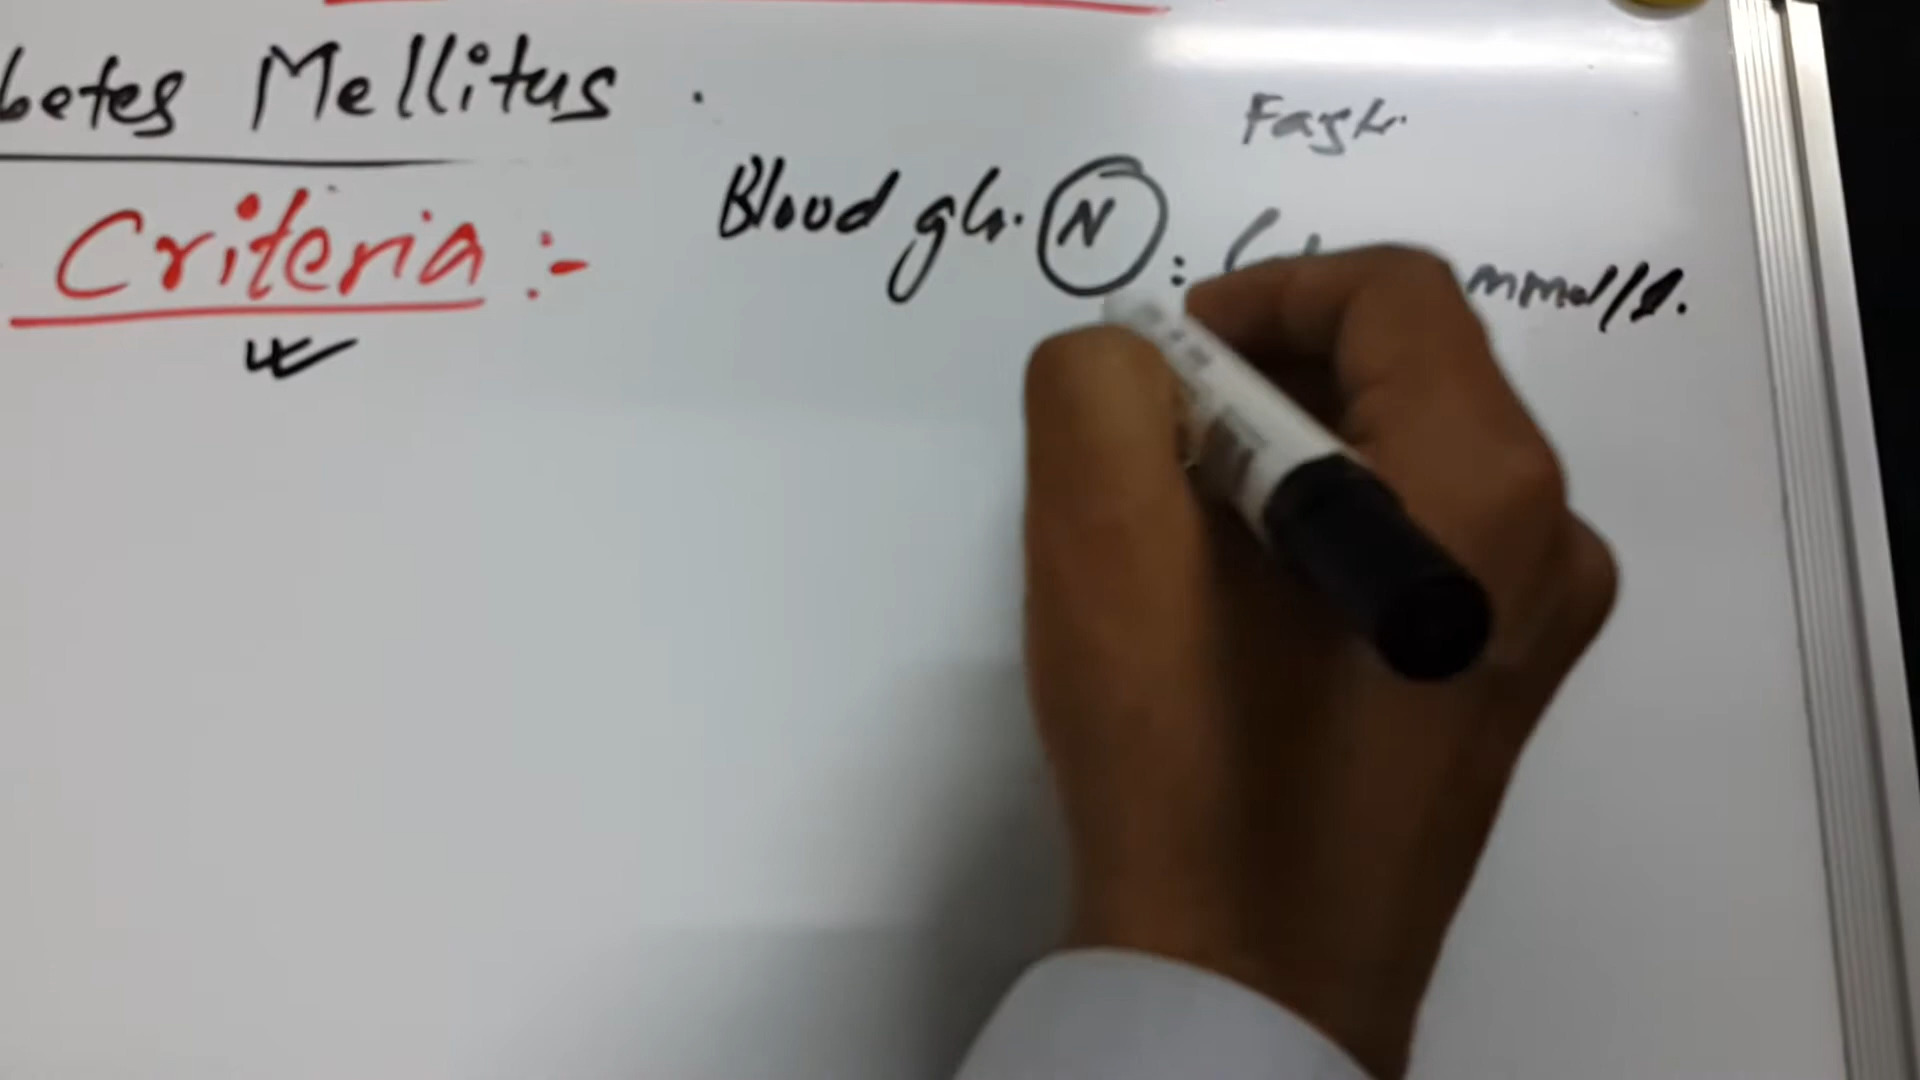 betes Mellitus .
Fast.
Criteria :-
Blood glu. N : mmol/l.